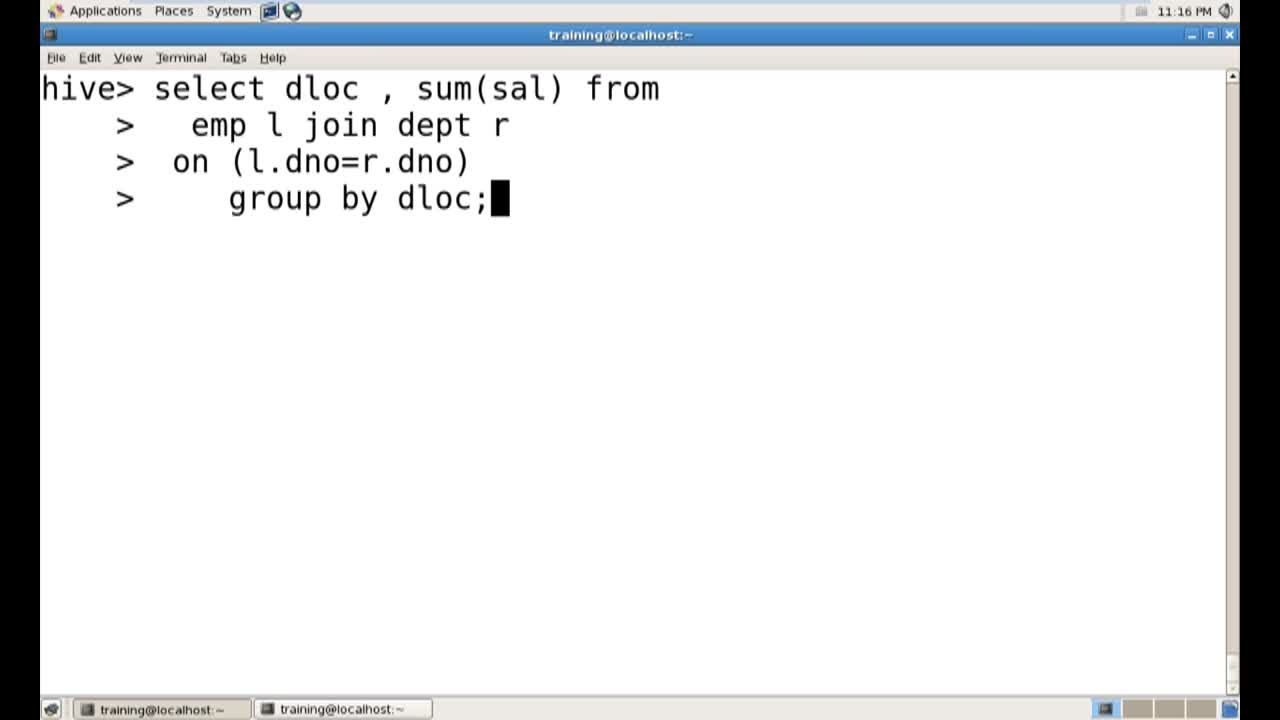 Applications Places System 11:16 PM
training@localhost:~
File Edit View Terminal Tabs Help
hive> select dloc , sum(sal) from
> emp l join dept r
> on (l.dno=r.dno)
> group by dloc;
training@localhost:~ training@localhost:~